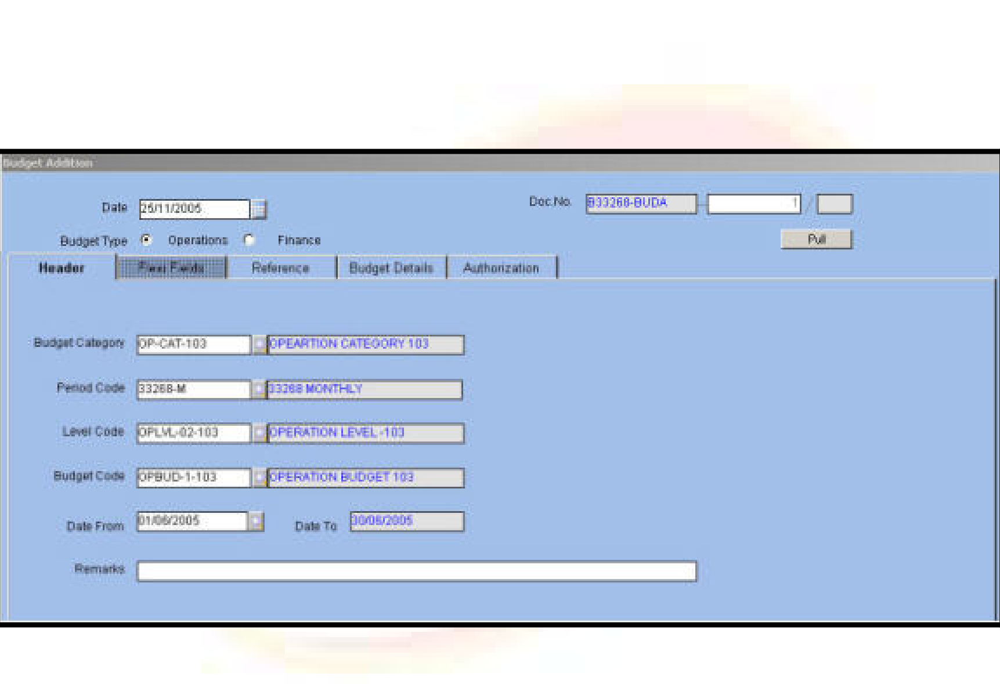 Budget Addition
Date 25/11/2005 Doc.No. B33268-BUDA - 1 /
Budget Type Operations Finance Pull
Header Flexi Fields Reference Budget Details Authorization
Budget Category OP-CAT-103 OPEARTION CATEGORY 103
Period Code 33268-M 33268 MONTHLY
Level Code OPLVL-02-103 OPERATION LEVEL -103
Budget Code OPBUD-1-103 OPERATION BUDGET 103
Date From 01/06/2005 Date To 30/06/2005
Remarks